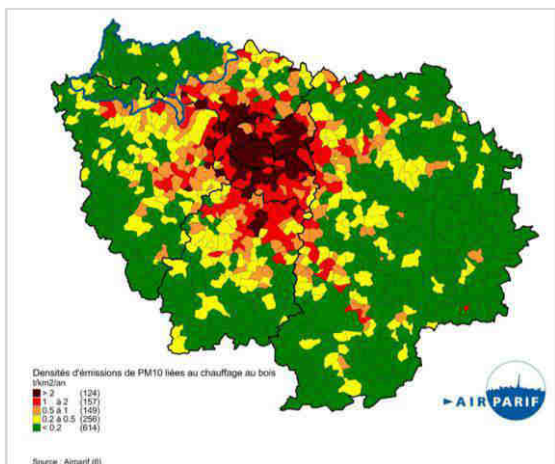 Densités d'émissions de PM10 liées au chauffage au bois
t/km2/an
> 2 (124)
1 à 2 (157)
0.5 à 1 (149)
0.2 à 0.5 (256)
< 0.2 (614)
AIRPARIF
Source : Airparif (6)